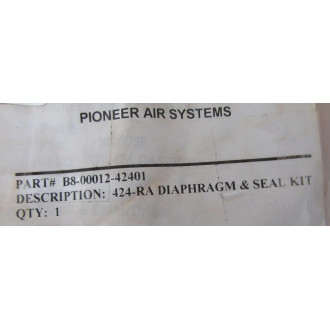 PIONEER AIR SYSTEMS
PART# B8-00012-42401
DESCRIPTION: 424-RA DIAPHRAGM & SEAL KIT
QTY: 1